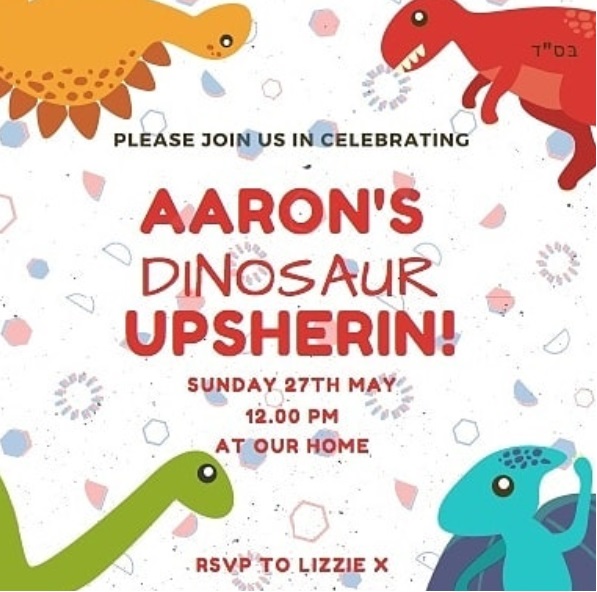 בס"ד
PLEASE JOIN US IN CELEBRATING
AARON'S
DINOSAUR
UPSHERIN!
SUNDAY 27TH MAY
12.00 PM
AT OUR HOME
RSVP TO LIZZIE X